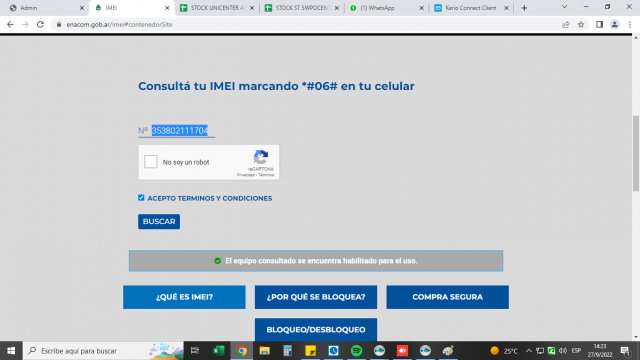 Admin
IMEI
STOCK UNICENTER A
STOCK ST SWPOCENT
(1) WhatsApp
Kerio Connect Client
enacom.gob.ar/imei#contenedorSite
Consultá tu IMEI marcando *#06# en tu celular
Nº 353802111704
No soy un robot
reCAPTCHA
Privacidad - Términos
ACEPTO TERMINOS Y CONDICIONES
BUSCAR
El equipo consultado se encuentra habilitado para el uso.
¿QUÉ ES IMEI?
¿POR QUÉ SE BLOQUEA?
COMPRA SEGURA
BLOQUEO/DESBLOQUEO
Escribe aquí para buscar
25°C
ESP
14:23
27/9/2022